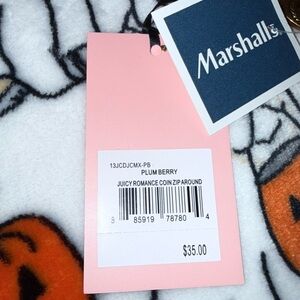 Marshalls
13JCDJCMX-PB
PLUM BERRY
JUICY ROMANCE COIN ZIP AROUND
8 85919 78780 4
$35.00